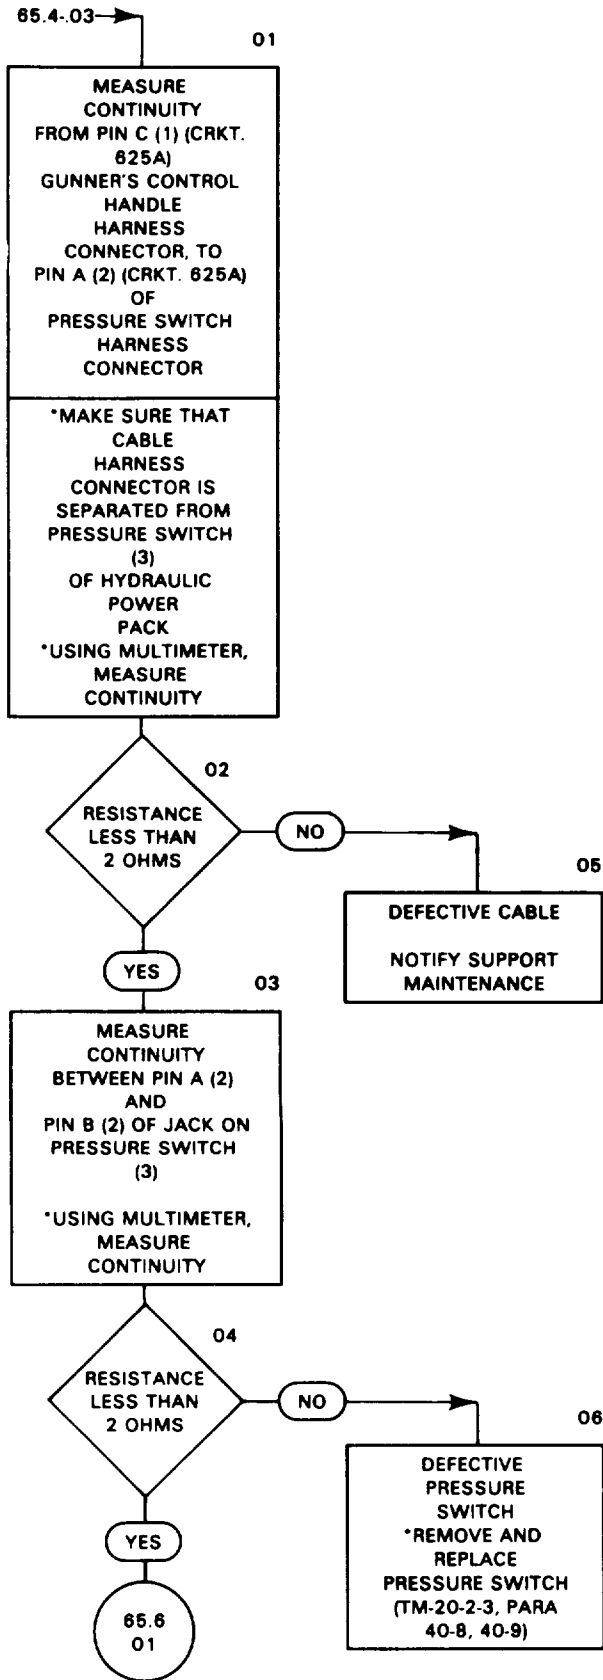 65.4-.03
01
MEASURE
CONTINUITY
FROM PIN C (1) (CRKT.
625A)
GUNNER'S CONTROL
HANDLE
HARNESS
CONNECTOR, TO
PIN A (2) (CRKT. 625A)
OF
PRESSURE SWITCH
HARNESS
CONNECTOR
*MAKE SURE THAT
CABLE
HARNESS
CONNECTOR IS
SEPARATED FROM
PRESSURE SWITCH
(3)
OF HYDRAULIC
POWER
PACK
*USING MULTIMETER,
MEASURE
CONTINUITY
02
RESISTANCE
LESS THAN
2 OHMS
NO
05
DEFECTIVE CABLE
NOTIFY SUPPORT
MAINTENANCE
YES
03
MEASURE
CONTINUITY
BETWEEN PIN A (2)
AND
PIN B (2) OF JACK ON
PRESSURE SWITCH
(3)
*USING MULTIMETER,
MEASURE
CONTINUITY
04
RESISTANCE
LESS THAN
2 OHMS
NO
06
DEFECTIVE
PRESSURE
SWITCH
*REMOVE AND
REPLACE
PRESSURE SWITCH
(TM-20-2-3, PARA
40-8, 40-9)
YES
65.6
01